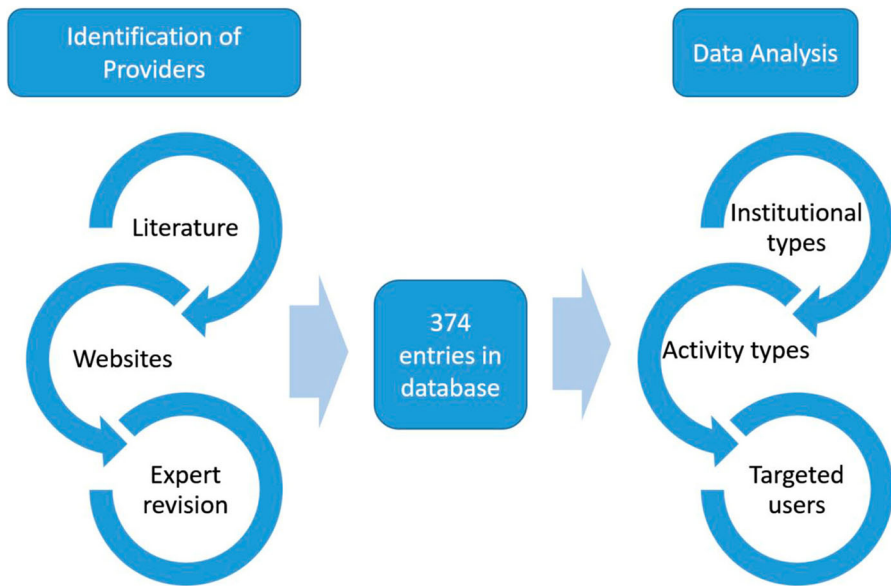 Identification of
Providers
Literature
Websites
Expert
revision
374
entries in
database
Data Analysis
Institutional
types
Activity types
Targeted
users